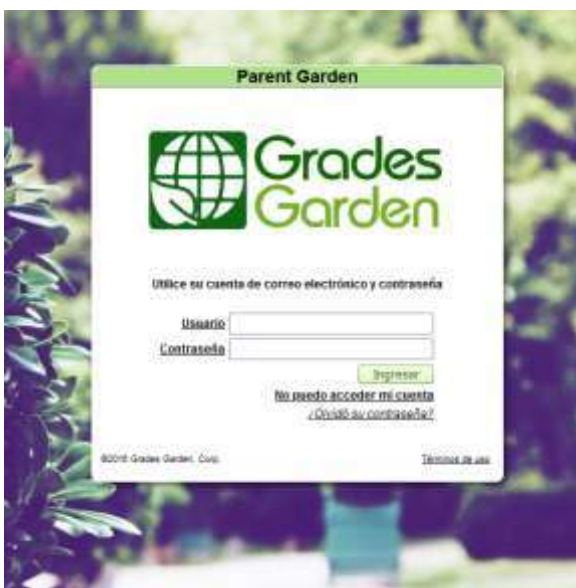 Parent Garden
Grades
Garden
Utilice su cuenta de correo electrónico y contraseña
Usuario
Contraseña
Ingresar
No puedo acceder mi cuenta
¿Olvidó su contraseña?
Grades Garden, Corp.
Términos de uso